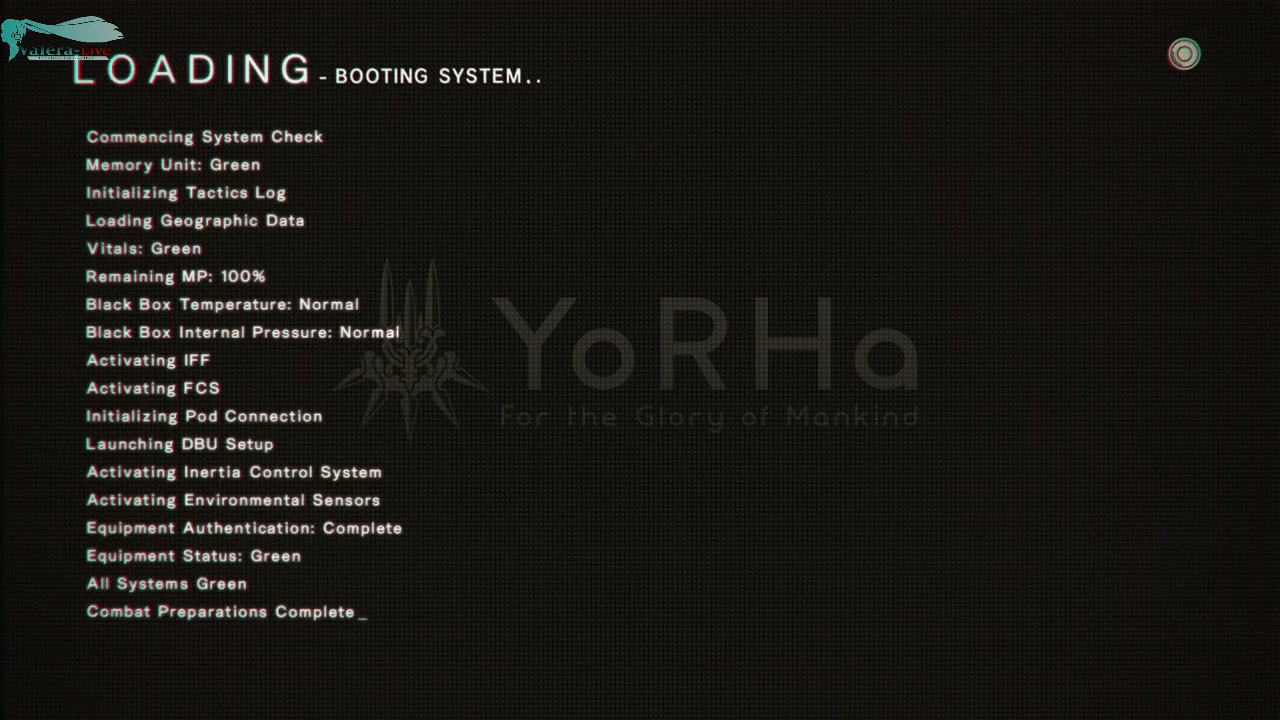 Valera-Live
LOADING - BOOTING SYSTEM..
Commencing System Check
Memory Unit: Green
Initializing Tactics Log
Loading Geographic Data
Vitals: Green
Remaining MP: 100%
Black Box Temperature: Normal
Black Box Internal Pressure: Normal
Activating IFF
Activating FCS
Initializing Pod Connection
Launching DBU Setup
Activating Inertia Control System
Activating Environmental Sensors
Equipment Authentication: Complete
Equipment Status: Green
All Systems Green
Combat Preparations Complete_
YoRHa
For the Glory of Mankind